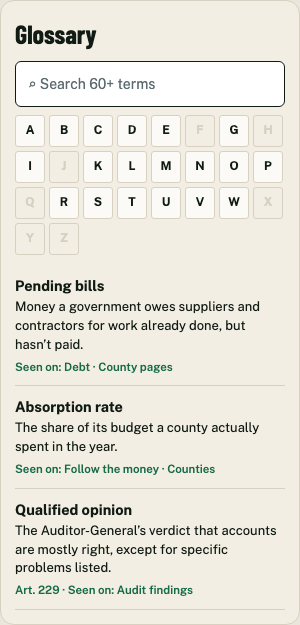 Glossary
⌕ Search 60+ terms
A B C D E F G H
I J K L M N O P
Q R S T U V W X
Y Z
Pending bills
Money a government owes suppliers and
contractors for work already done, but
hasn't paid.
Seen on: Debt · County pages
Absorption rate
The share of its budget a county actually
spent in the year.
Seen on: Follow the money · Counties
Qualified opinion
The Auditor-General's verdict that accounts
are mostly right, except for specific
problems listed.
Art. 229 · Seen on: Audit findings